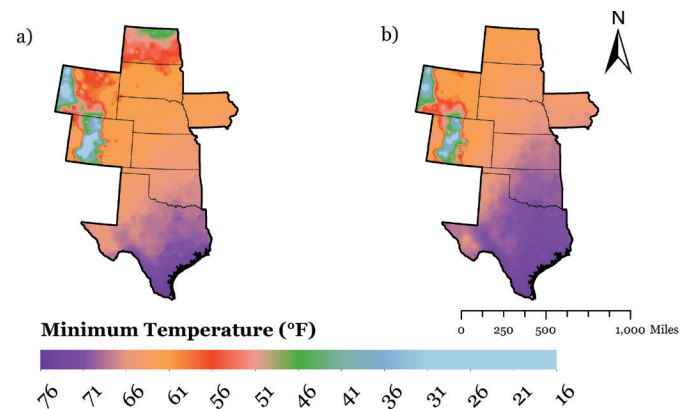 a)
b)
N
0 250 500 1,000 Miles
Minimum Temperature (°F)
76 71 66 61 56 51 46 41 36 31 26 21 16